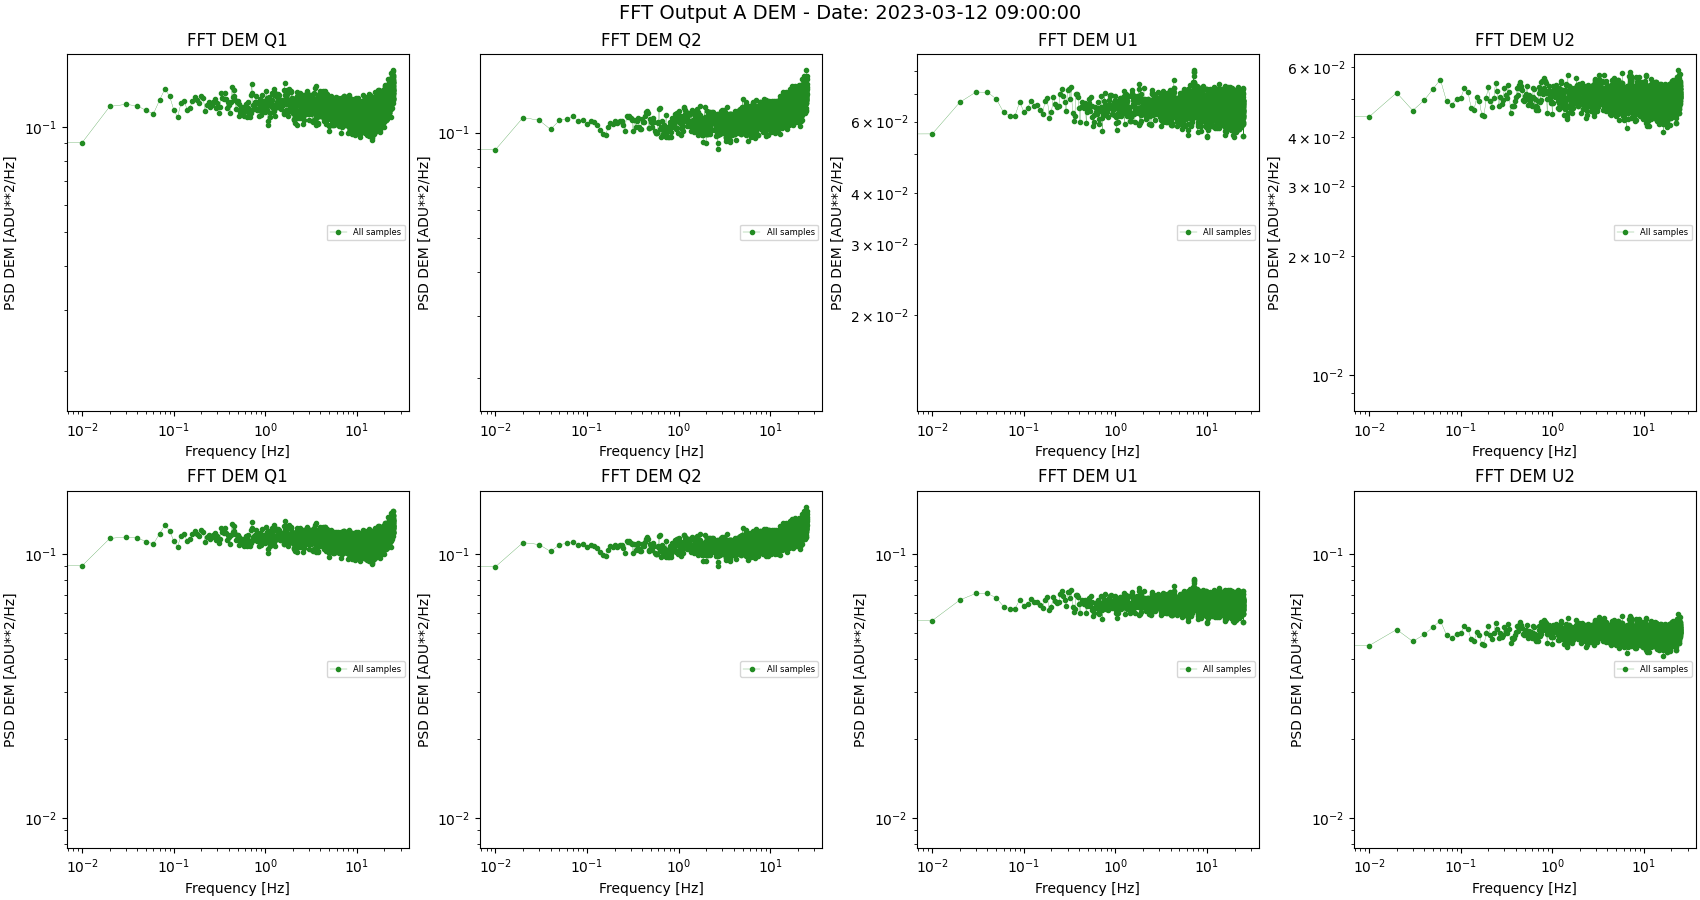 FFT Output A DEM - Date: 2023-03-12 09:00:00
FFT DEM Q1
PSD DEM [ADU**2/Hz]
10⁻¹
All samples
10⁻² 10⁻¹ 10⁰ 10¹
Frequency [Hz]
FFT DEM Q2
PSD DEM [ADU**2/Hz]
10⁻¹
All samples
10⁻² 10⁻¹ 10⁰ 10¹
Frequency [Hz]
FFT DEM U1
PSD DEM [ADU**2/Hz]
6 × 10⁻²
4 × 10⁻²
3 × 10⁻²
2 × 10⁻²
All samples
10⁻² 10⁻¹ 10⁰ 10¹
Frequency [Hz]
FFT DEM U2
PSD DEM [ADU**2/Hz]
6 × 10⁻²
4 × 10⁻²
3 × 10⁻²
2 × 10⁻²
10⁻²
All samples
10⁻² 10⁻¹ 10⁰ 10¹
Frequency [Hz]
FFT DEM Q1
PSD DEM [ADU**2/Hz]
10⁻¹
10⁻²
All samples
10⁻² 10⁻¹ 10⁰ 10¹
Frequency [Hz]
FFT DEM Q2
PSD DEM [ADU**2/Hz]
10⁻¹
10⁻²
All samples
10⁻² 10⁻¹ 10⁰ 10¹
Frequency [Hz]
FFT DEM U1
PSD DEM [ADU**2/Hz]
10⁻¹
10⁻²
All samples
10⁻² 10⁻¹ 10⁰ 10¹
Frequency [Hz]
FFT DEM U2
PSD DEM [ADU**2/Hz]
10⁻¹
10⁻²
All samples
10⁻² 10⁻¹ 10⁰ 10¹
Frequency [Hz]